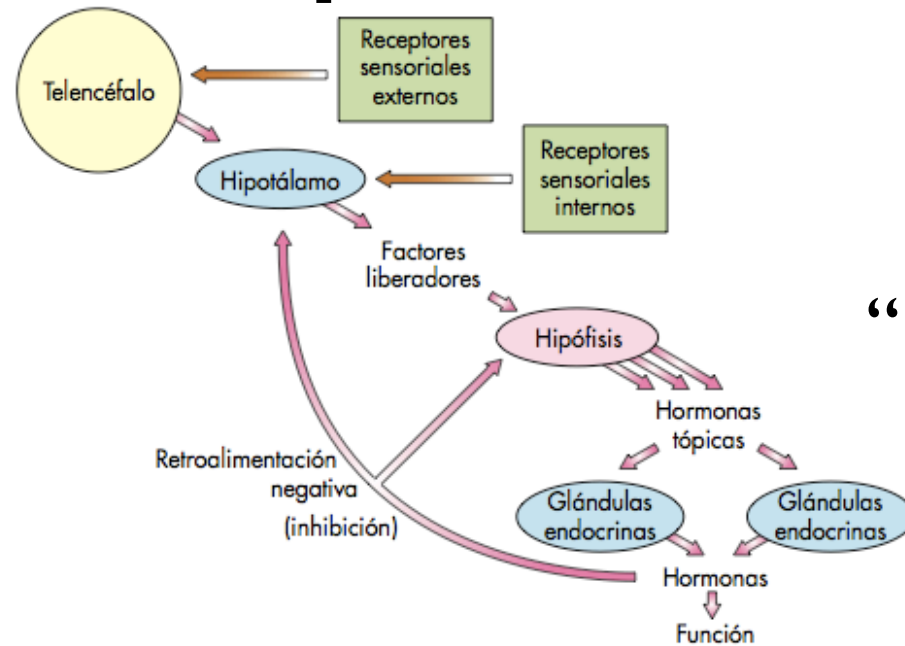 Receptores
sensoriales
externos
Telencéfalo
Receptores
sensoriales
internos
Hipotálamo
Factores
liberadores
“
Hipófisis
Hormonas
tópicas
Retroalimentación
negativa
(inhibición)
Glándulas
endocrinas
Glándulas
endocrinas
Hormonas
Función